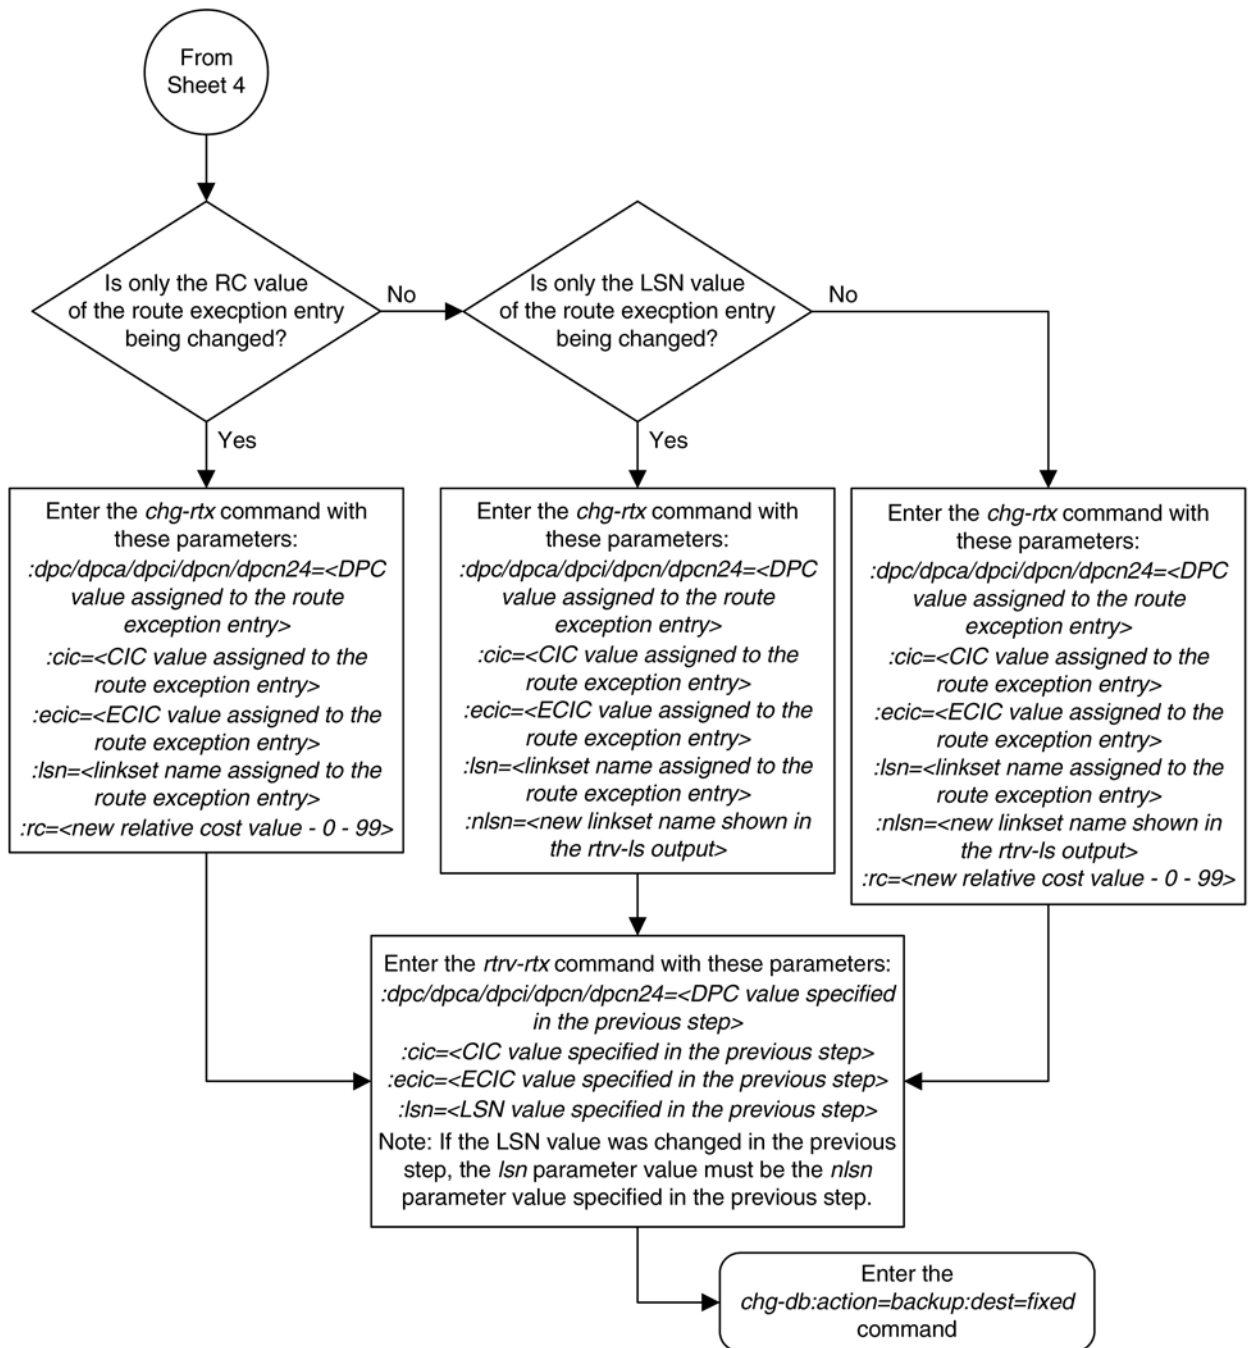 From
Sheet 4
Is only the RC value
of the route execption entry
being changed?
No
Is only the LSN value
of the route execption entry
being changed?
No
Yes
Yes
Enter the chg-rtx command with
these parameters:
:dpc/dpca/dpci/dpcn/dpcn24=<DPC
value assigned to the route
exception entry>
:cic=<CIC value assigned to the
route exception entry>
:ecic=<ECIC value assigned to the
route exception entry>
:lsn=<linkset name assigned to the
route exception entry>
:rc=<new relative cost value - 0 - 99>
Enter the chg-rtx command with
these parameters:
:dpc/dpca/dpci/dpcn/dpcn24=<DPC
value assigned to the route
exception entry>
:cic=<CIC value assigned to the
route exception entry>
:ecic=<ECIC value assigned to the
route exception entry>
:lsn=<linkset name assigned to the
route exception entry>
:nlsn=<new linkset name shown in
the rtrv-ls output>
Enter the chg-rtx command with
these parameters:
:dpc/dpca/dpci/dpcn/dpcn24=<DPC
value assigned to the route
exception entry>
:cic=<CIC value assigned to the
route exception entry>
:ecic=<ECIC value assigned to the
route exception entry>
:lsn=<linkset name assigned to the
route exception entry>
:nlsn=<new linkset name shown in
the rtrv-ls output>
:rc=<new relative cost value - 0 - 99>
Enter the rtrv-rtx command with these parameters:
:dpc/dpca/dpci/dpcn/dpcn24=<DPC value specified
in the previous step>
:cic=<CIC value specified in the previous step>
:ecic=<ECIC value specified in the previous step>
:lsn=<LSN value specified in the previous step>
Note: If the LSN value was changed in the previous
step, the lsn parameter value must be the nlsn
parameter value specified in the previous step.
Enter the
chg-db:action=backup:dest=fixed
command